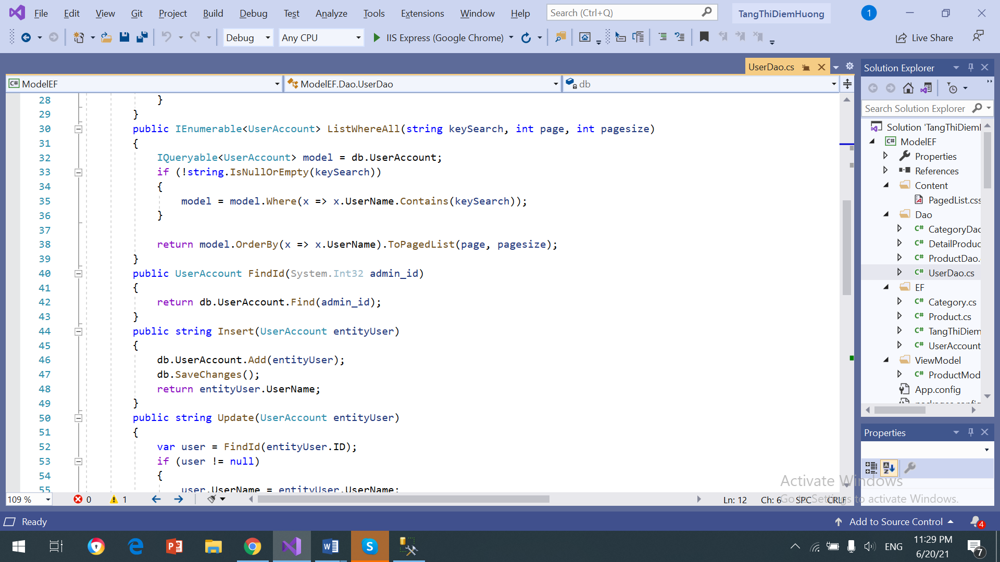 File Edit View Git Project Build Debug Test Analyze Tools Extensions Window Help Search (Ctrl+Q) TangThiDiemHuong 1
Debug Any CPU IIS Express (Google Chrome) Live Share
UserDao.cs
ModelEF ModelEF.Dao.UserDao db
28 }
29 }
30 public IEnumerable<UserAccount> ListWhereAll(string keySearch, int page, int pagesize)
31 {
32 IQueryable<UserAccount> model = db.UserAccount;
33 if (!string.IsNullOrEmpty(keySearch))
34 {
35 model = model.Where(x => x.UserName.Contains(keySearch));
36 }
37
38 return model.OrderBy(x => x.UserName).ToPagedList(page, pagesize);
39 }
40 public UserAccount FindId(System.Int32 admin_id)
41 {
42 return db.UserAccount.Find(admin_id);
43 }
44 public string Insert(UserAccount entityUser)
45 {
46 db.UserAccount.Add(entityUser);
47 db.SaveChanges();
48 return entityUser.UserName;
49 }
50 public string Update(UserAccount entityUser)
51 {
52 var user = FindId(entityUser.ID);
53 if (user != null)
54 {
55 user.UserName = entityUser.UserName;
109 % 0 1 Ln: 12 Ch: 6 SPC CRLF
Solution Explorer
Search Solution Explorer
Solution 'TangThiDiemH
C# ModelEF
Properties
References
Content
PagedList.css
Dao
C# CategoryDao
C# DetailProduc
C# ProductDao.
C# UserDao.cs
EF
C# Category.cs
C# Product.cs
C# TangThiDiem
C# UserAccount
ViewModel
C# ProductMod
App.config
packages.config
Properties
Activate Windows
Go to Settings to activate Windows.
Ready Add to Source Control 4
ENG 11:29 PM
6/20/21 7